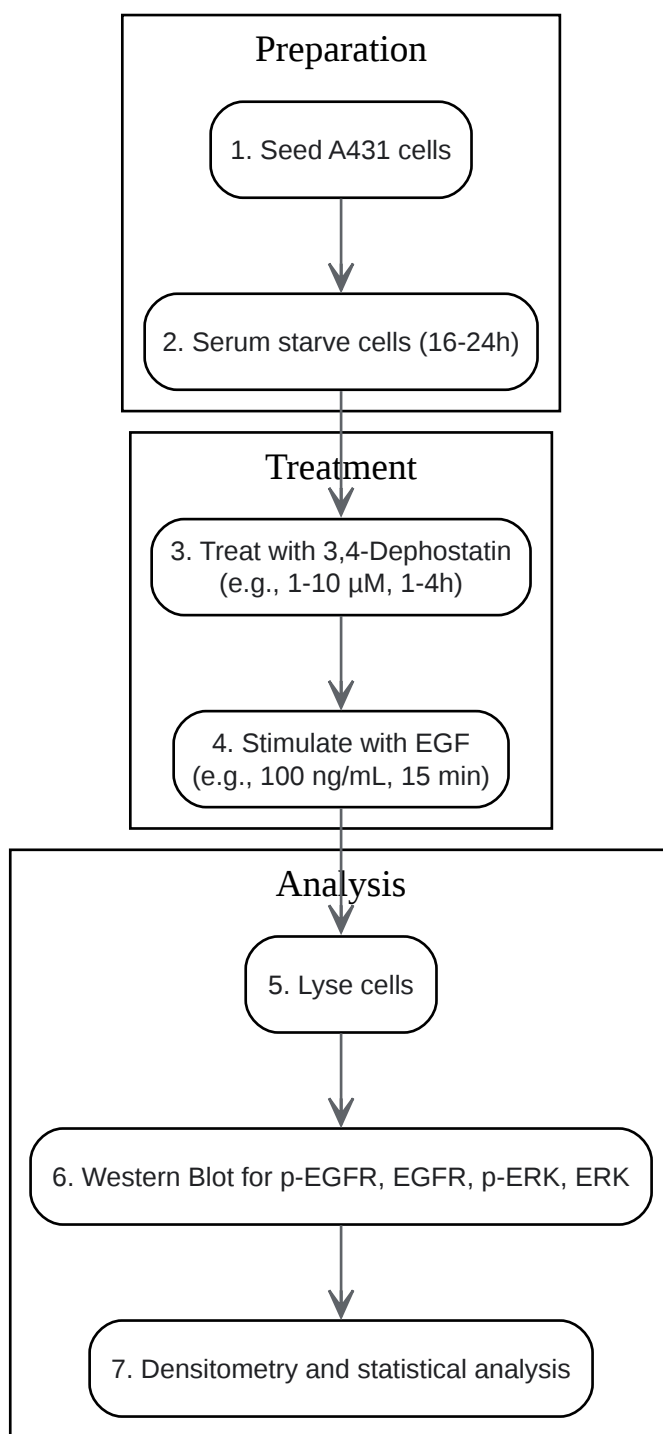 Preparation
1. Seed A431 cells
2. Serum starve cells (16-24h)
Treatment
3. Treat with 3,4-Dephostatin
(e.g., 1-10 µM, 1-4h)
4. Stimulate with EGF
(e.g., 100 ng/mL, 15 min)
Analysis
5. Lyse cells
6. Western Blot for p-EGFR, EGFR, p-ERK, ERK
7. Densitometry and statistical analysis